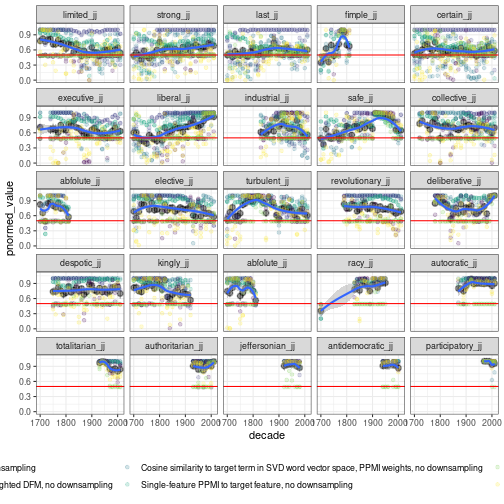 limited_jj strong_jj last_jj fimple_jj certain_jj
0.9
0.6
0.3
0.0
executive_jj liberal_jj industrial_jj safe_jj collective_jj
0.9
0.6
0.3
0.0
abfolute_jj elective_jj turbulent_jj revolutionary_jj deliberative_jj
0.9
0.6
0.3
0.0
despotic_jj kingly_jj abfolute_jj racy_jj autocratic_jj
0.9
0.6
0.3
0.0
totalitarian_jj authoritarian_jj jeffersonian_jj antidemocratic_jj participatory_jj
0.9
0.6
0.3
0.0
pnormed_value
1700 1800 1900 2000 1700 1800 1900 2000 1700 1800 1900 2000 1700 1800 1900 2000 1700 1800 1900 2000
decade
nsampling Cosine similarity to target term in SVD word vector space, PPMI weights, no downsampling
ghted DFM, no downsampling Single-feature PPMI to target feature, no downsampling